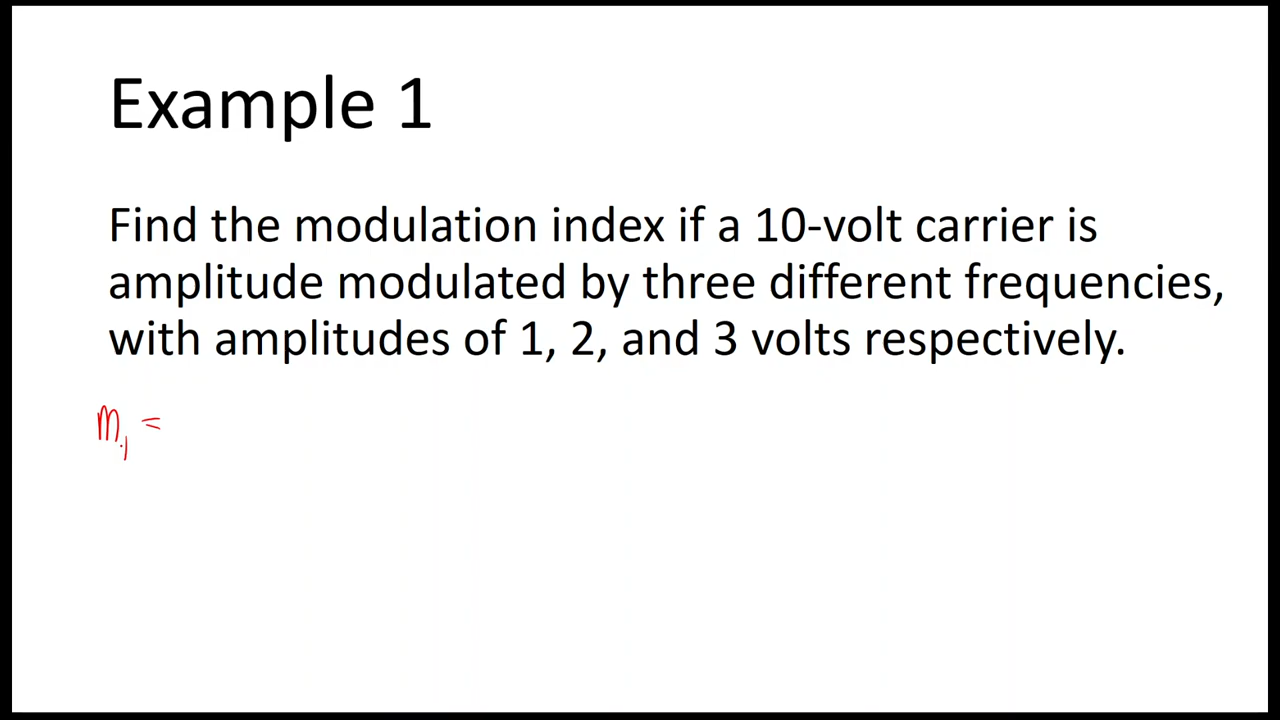 Example 1
Find the modulation index if a 10-volt carrier is
amplitude modulated by three different frequencies,
with amplitudes of 1, 2, and 3 volts respectively.
m₁ =